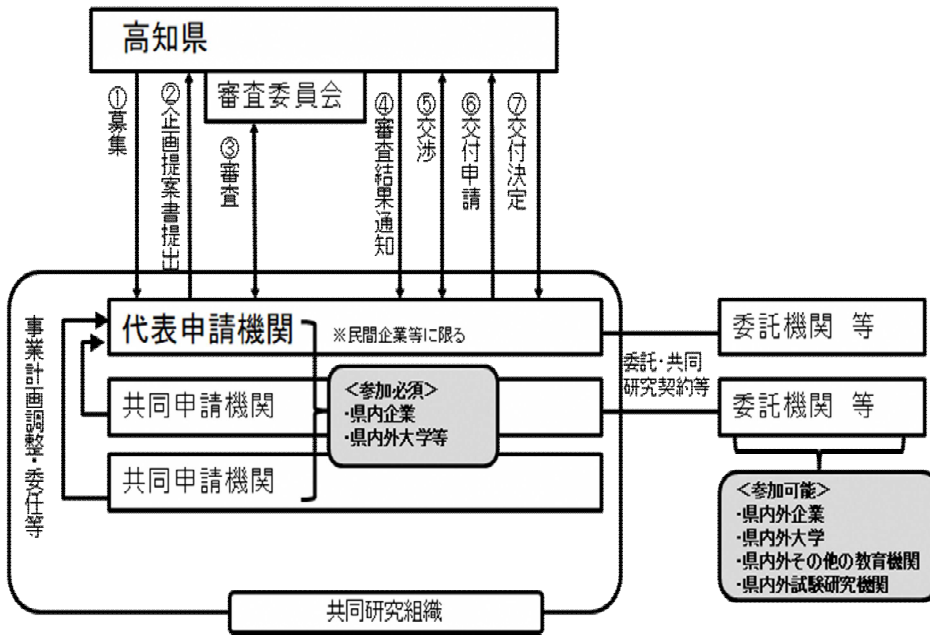 高知県
審査委員会
①募集
②企画提案書提出
③審査
④審査結果通知
⑤交渉
⑥交付申請
⑦交付決定
事業計画調整・委任等
代表申請機関
※民間企業等に限る
共同申請機関
共同申請機関
<参加必須>
・県内企業
・県内外大学等
委託・共同
研究契約等
委託機関 等
委託機関 等
<参加可能>
・県内外企業
・県内外大学
・県内外その他の教育機関
・県内外試験研究機関
共同研究組織